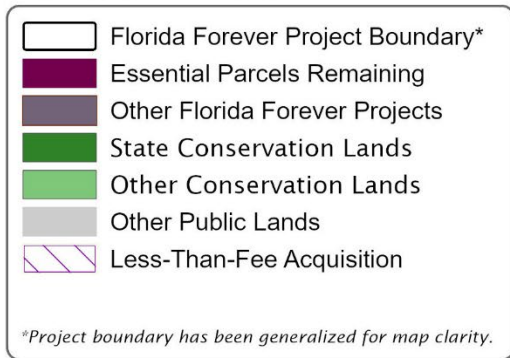 Florida Forever Project Boundary*
Essential Parcels Remaining
Other Florida Forever Projects
State Conservation Lands
Other Conservation Lands
Other Public Lands
Less-Than-Fee Acquisition
*Project boundary has been generalized for map clarity.